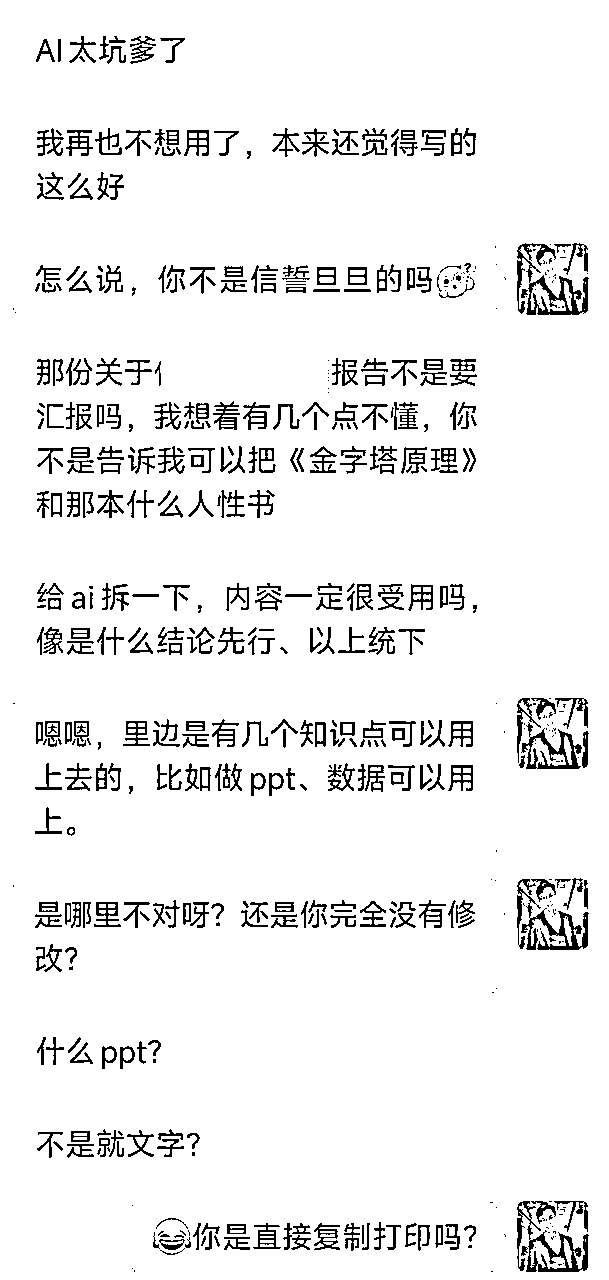 AI太坑爹了
我再也不想用了，本来还觉得写的
这么好
怎么说，你不是信誓旦旦的吗
那份关于
报告不是要
汇报吗，我想着有几个点不懂，你
不是告诉我可以把《金字塔原理》
和那本什么人性书
给ai拆一下，内容一定很受用吗，
像是什么结论先行、以上统下
嗯嗯，里边是有几个知识点可以用
上去的，比如做ppt、数据可以用
上。
是哪里不对呀？还是你完全没有修
改？
什么ppt？
不是就文字？
😂你是直接复制打印吗？